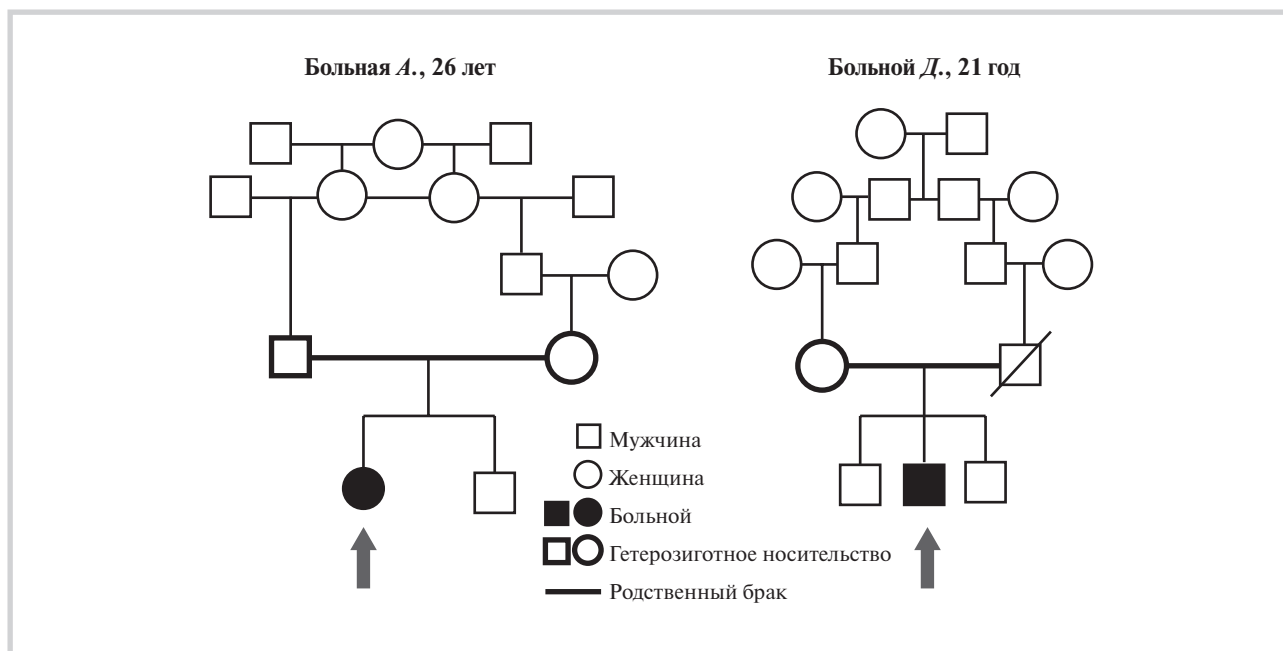 Больная А., 26 лет
Больной Д., 21 год
Мужчина
Женщина
Больной
Гетерозиготное носительство
Родственный брак